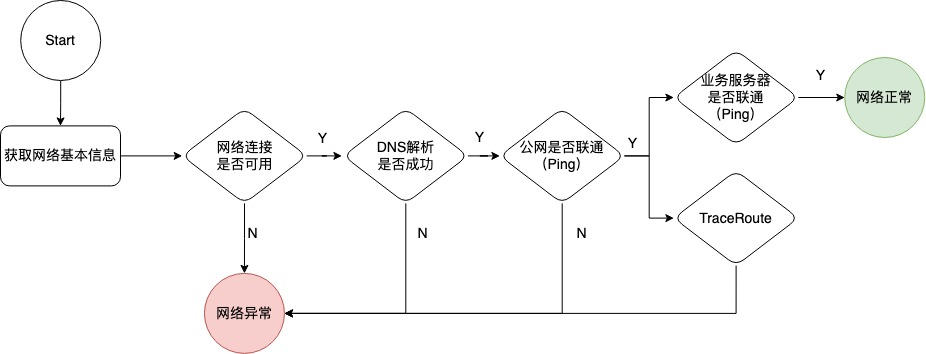 Start
获取网络基本信息
网络连接
是否可用
Y
DNS解析
是否成功
Y
公网是否联通
（Ping）
Y
业务服务器
是否联通
（Ping）
Y
网络正常
TraceRoute
N
N
N
网络异常